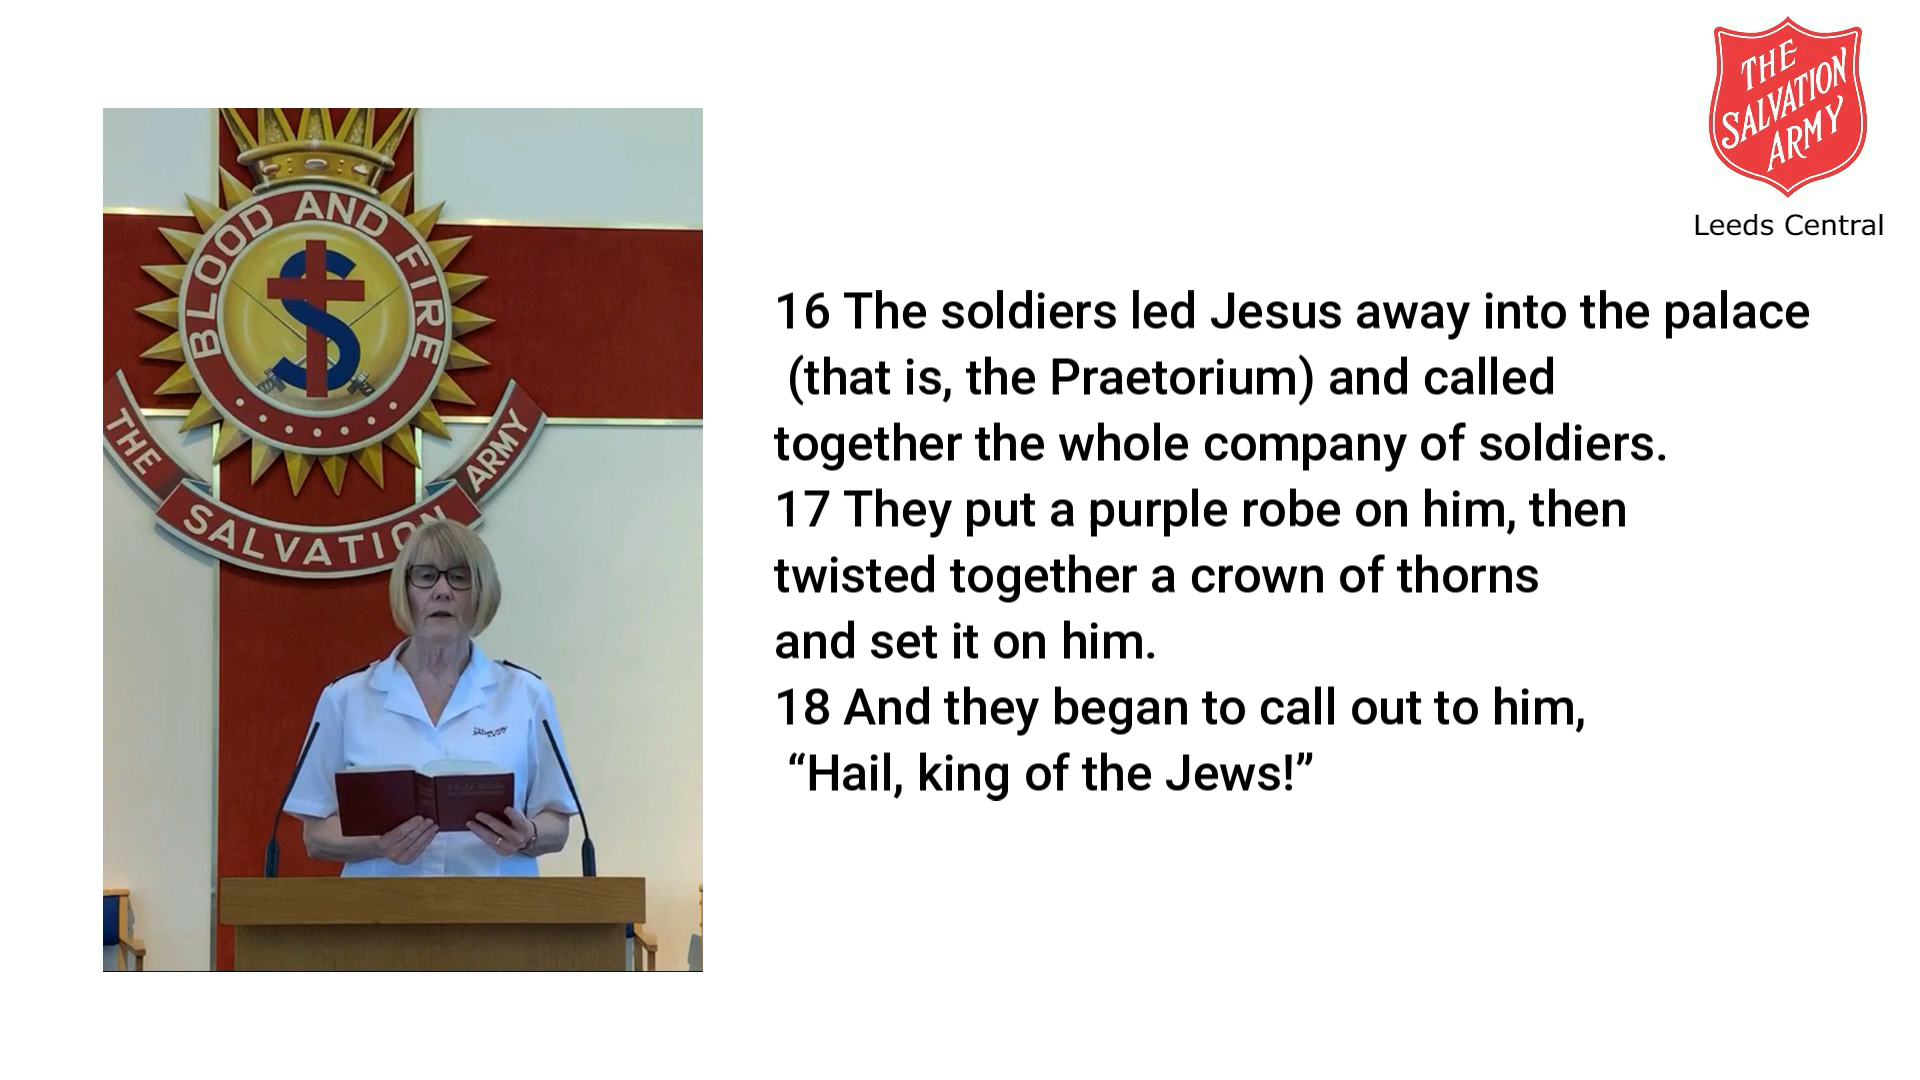 THE
SALVATION
ARMY
Leeds Central
BLOOD AND FIRE
THE SALVATION ARMY
16 The soldiers led Jesus away into the palace
(that is, the Praetorium) and called
together the whole company of soldiers.
17 They put a purple robe on him, then
twisted together a crown of thorns
and set it on him.
18 And they began to call out to him,
“Hail, king of the Jews!”
Holy Bible